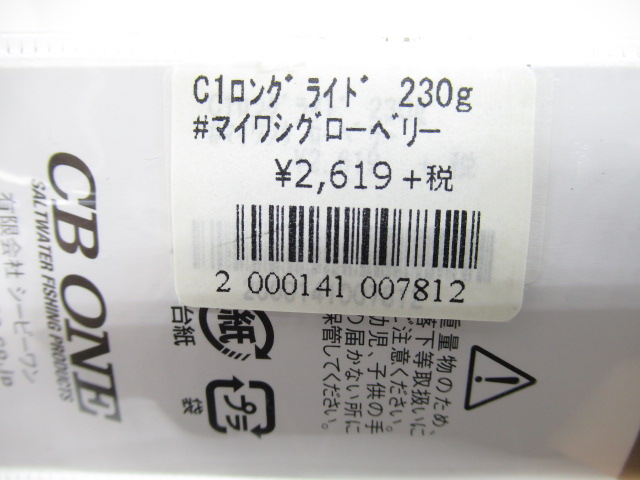 C1ﾛﾝｸﾞﾗｲﾄﾞ 230g
#マイワシグローベリー
¥2,619+税
2 000141 007812
CB ONE
SALTWATER FISHING PRODUCTS
有限会社シービーワン
紙
台紙
プラ
袋
重量物のため、
落下等取扱いに
ご注意ください。
幼児、子供の手
の届かない所に
保管してください。